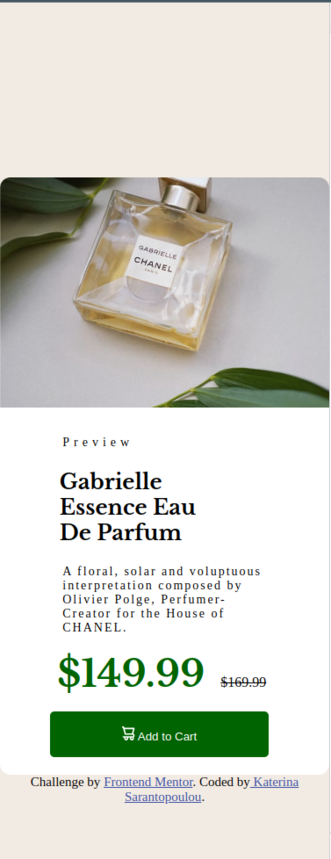 GABRIELLE
CHANEL
PARIS
Preview
Gabrielle
Essence Eau
De Parfum
A floral, solar and voluptuous
interpretation composed by
Olivier Polge, Perfumer-
Creator for the House of
CHANEL.
$149.99 $169.99
Add to Cart
Challenge by Frontend Mentor. Coded by Katerina
Sarantopoulou.